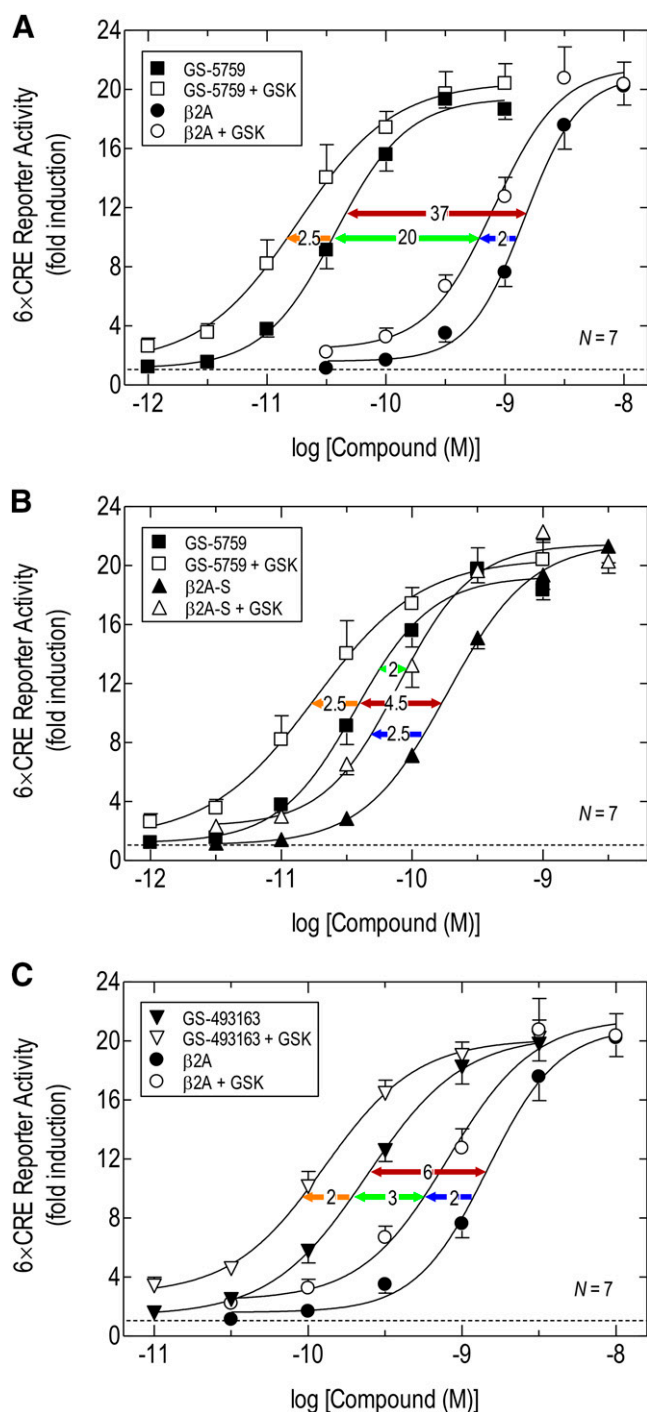 A
24
20
16
12
8
4
0
6×CRE Reporter Activity
(fold induction)
GS-5759
GS-5759 + GSK
β2A
β2A + GSK
37
2.5
20
2
N = 7
-12
-11
-10
-9
-8
log [Compound (M)]
B
24
20
16
12
8
4
0
6×CRE Reporter Activity
(fold induction)
GS-5759
GS-5759 + GSK
β2A-S
β2A-S + GSK
2
2.5
4.5
2.5
N = 7
-12
-11
-10
-9
log [Compound (M)]
C
24
20
16
12
8
4
0
6×CRE Reporter Activity
(fold induction)
GS-493163
GS-493163 + GSK
β2A
β2A + GSK
6
2
3
2
N = 7
-11
-10
-9
-8
log [Compound (M)]